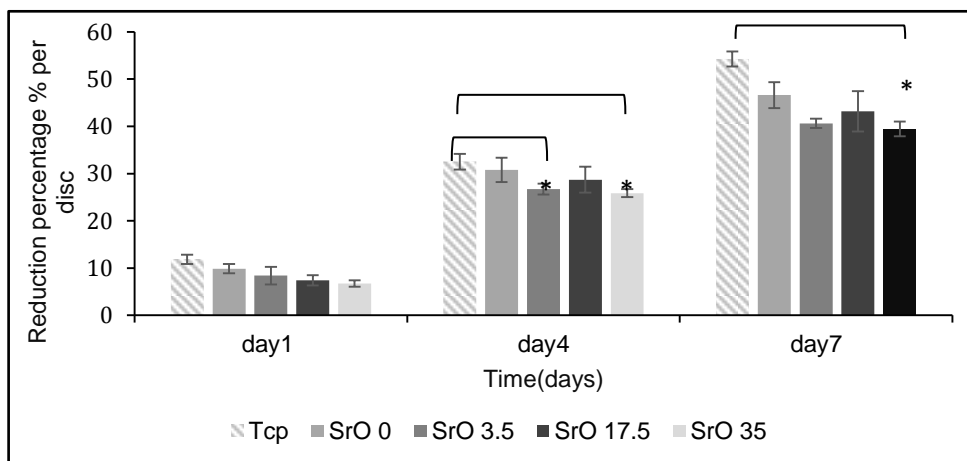 Reduction percentage % per
disc
60
50
40
30
20
10
0
*
*
*
day1 day4 day7
Time(days)
Tcp SrO 0 SrO 3.5 SrO 17.5 SrO 35